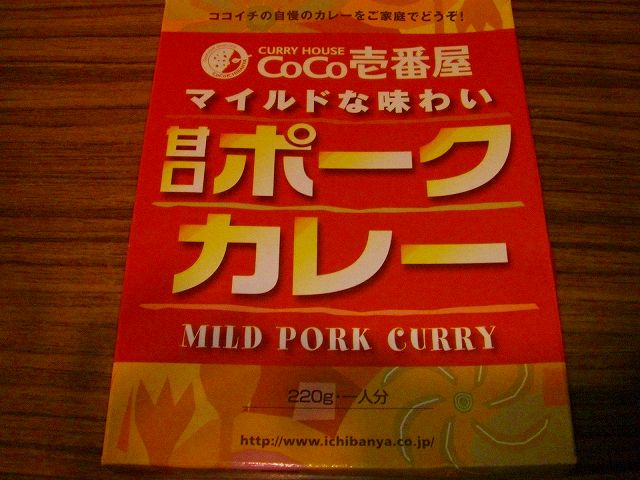 ココイチの自慢のカレーをご家庭でどうぞ!
CURRY HOUSE
CoCo壱番屋
マイルドな味わい
甘口ポーク
カレー
MILD PORK CURRY
220g・一人分
http://www.ichibanya.co.jp/